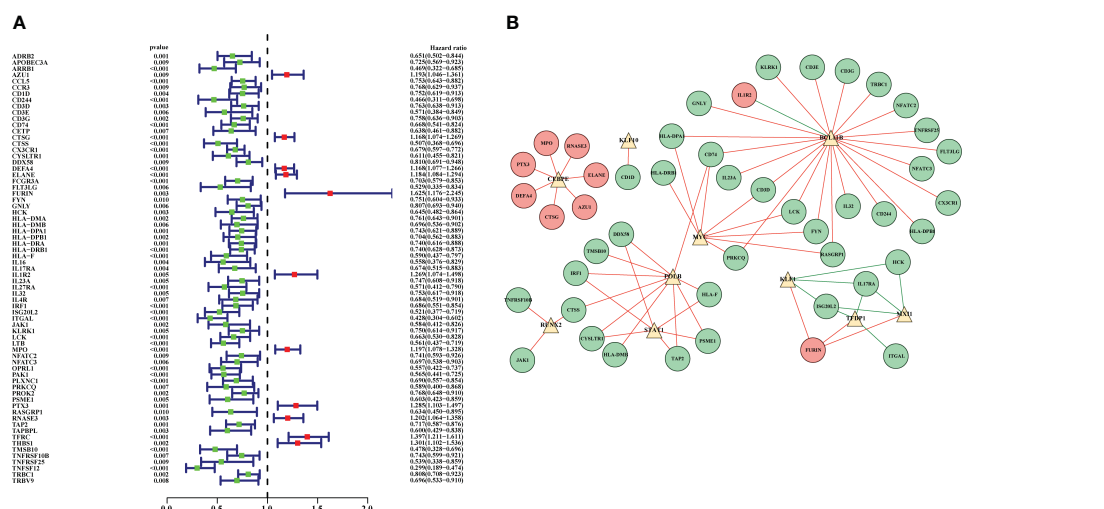 A
pvalue Hazard ratio
ADRB2 0.001 0.651(0.502−0.844)
APOBEC3A 0.009 0.725(0.569−0.923)
ARRB1 <0.001 0.469(0.322−0.685)
AZU1 0.009 1.193(1.046−1.361)
CCL5 <0.001 0.753(0.643−0.882)
CCR3 0.009 0.768(0.629−0.937)
CD1D 0.004 0.752(0.619−0.913)
CD244 <0.001 0.466(0.311−0.698)
CD3D 0.003 0.763(0.638−0.913)
CD3E 0.006 0.571(0.384−0.849)
CD3G 0.002 0.758(0.636−0.903)
CD74 <0.001 0.668(0.541−0.824)
CETP 0.007 0.638(0.461−0.882)
CTSG <0.001 1.168(1.074−1.269)
CTSS <0.001 0.507(0.368−0.696)
CX3CR1 <0.001 0.679(0.597−0.772)
CYSLTR1 <0.001 0.611(0.455−0.821)
DDX58 0.009 0.810(0.691−0.948)
DEFA4 <0.001 1.168(1.077−1.266)
ELANE <0.001 1.184(1.084−1.294)
FCGR3A <0.001 0.703(0.579−0.853)
FLT3LG 0.006 0.529(0.335−0.834)
FURIN 0.003 1.625(1.176−2.245)
FYN 0.010 0.751(0.604−0.933)
GNLY 0.006 0.807(0.693−0.940)
HCK 0.003 0.645(0.482−0.864)
HLA−DMA 0.002 0.761(0.643−0.901)
HLA−DMB 0.006 0.696(0.536−0.902)
HLA−DPA1 <0.001 0.743(0.621−0.889)
HLA−DPB1 0.002 0.704(0.562−0.883)
HLA−DRA 0.001 0.740(0.616−0.888)
HLA−DRB1 <0.001 0.740(0.628−0.873)
HLA−F <0.001 0.590(0.437−0.797)
IL16 0.004 0.558(0.376−0.829)
IL17RA 0.004 0.674(0.515−0.883)
IL1R2 0.005 1.269(1.074−1.498)
IL23A 0.005 0.747(0.608−0.918)
IL27RA <0.001 0.571(0.412−0.790)
IL32 0.005 0.753(0.617−0.918)
IL4R 0.007 0.684(0.519−0.901)
IRF1 <0.001 0.686(0.551−0.854)
ISG20L2 <0.001 0.521(0.377−0.719)
ITGAL <0.001 0.428(0.304−0.602)
JAK1 0.002 0.584(0.412−0.826)
KLRK1 0.005 0.750(0.614−0.917)
LCK <0.001 0.663(0.530−0.828)
LTB <0.001 0.561(0.437−0.719)
MPO <0.001 1.197(1.078−1.328)
NFATC2 0.009 0.741(0.593−0.926)
NFATC3 0.006 0.697(0.538−0.903)
OPRL1 <0.001 0.557(0.422−0.737)
PAK1 <0.001 0.565(0.441−0.725)
PLXNC1 <0.001 0.690(0.557−0.854)
PRKCQ 0.007 0.589(0.400−0.868)
PROK2 0.002 0.768(0.648−0.910)
PSME1 0.005 0.603(0.423−0.859)
PTX3 0.001 1.285(1.103−1.497)
RASGRP1 0.010 0.634(0.450−0.895)
RNASE3 0.003 1.202(1.064−1.358)
TAP2 0.001 0.717(0.587−0.876)
TAPBPL 0.003 0.600(0.429−0.838)
TFRC <0.001 1.397(1.211−1.611)
THBS1 0.002 1.301(1.102−1.536)
TMSB10 <0.001 0.478(0.328−0.696)
TNFRSF10B 0.007 0.743(0.599−0.921)
TNFRSF25 0.009 0.539(0.338−0.859)
TNFSF12 <0.001 0.299(0.189−0.474)
TRBC1 0.002 0.808(0.708−0.923)
TRBV9 0.008 0.696(0.533−0.910)
0.0 0.5 1.0 1.5 2.0
B
KLRK1
CD3E
CD3G
TRBC1
IL1R2
GNLY
NFATC2
TNFRSF25
FLT3LG
NFATC3
CX3CR1
HLA-DPB1
CD244
IL32
HLA-DPA1
CD74
HLA-DRB1
IL23A
CD3D
LCK
FYN
RASGRP1
PRKCQ
KLF10
CD1D
MPO
RNASE3
PTX3
ELANE
CEBPE
DEFA4
AZU1
CTSG
DDX58
TMSB10
IRF1
HLA-F
TNFRSF10B
CTSS
RUNX2
JAK1
CYSLTR1
STAT1
HLA-DMB
TAP2
PSME1
HCK
IL17RA
ISG20L2
TFDP1
MXI1
FURIN
ITGAL